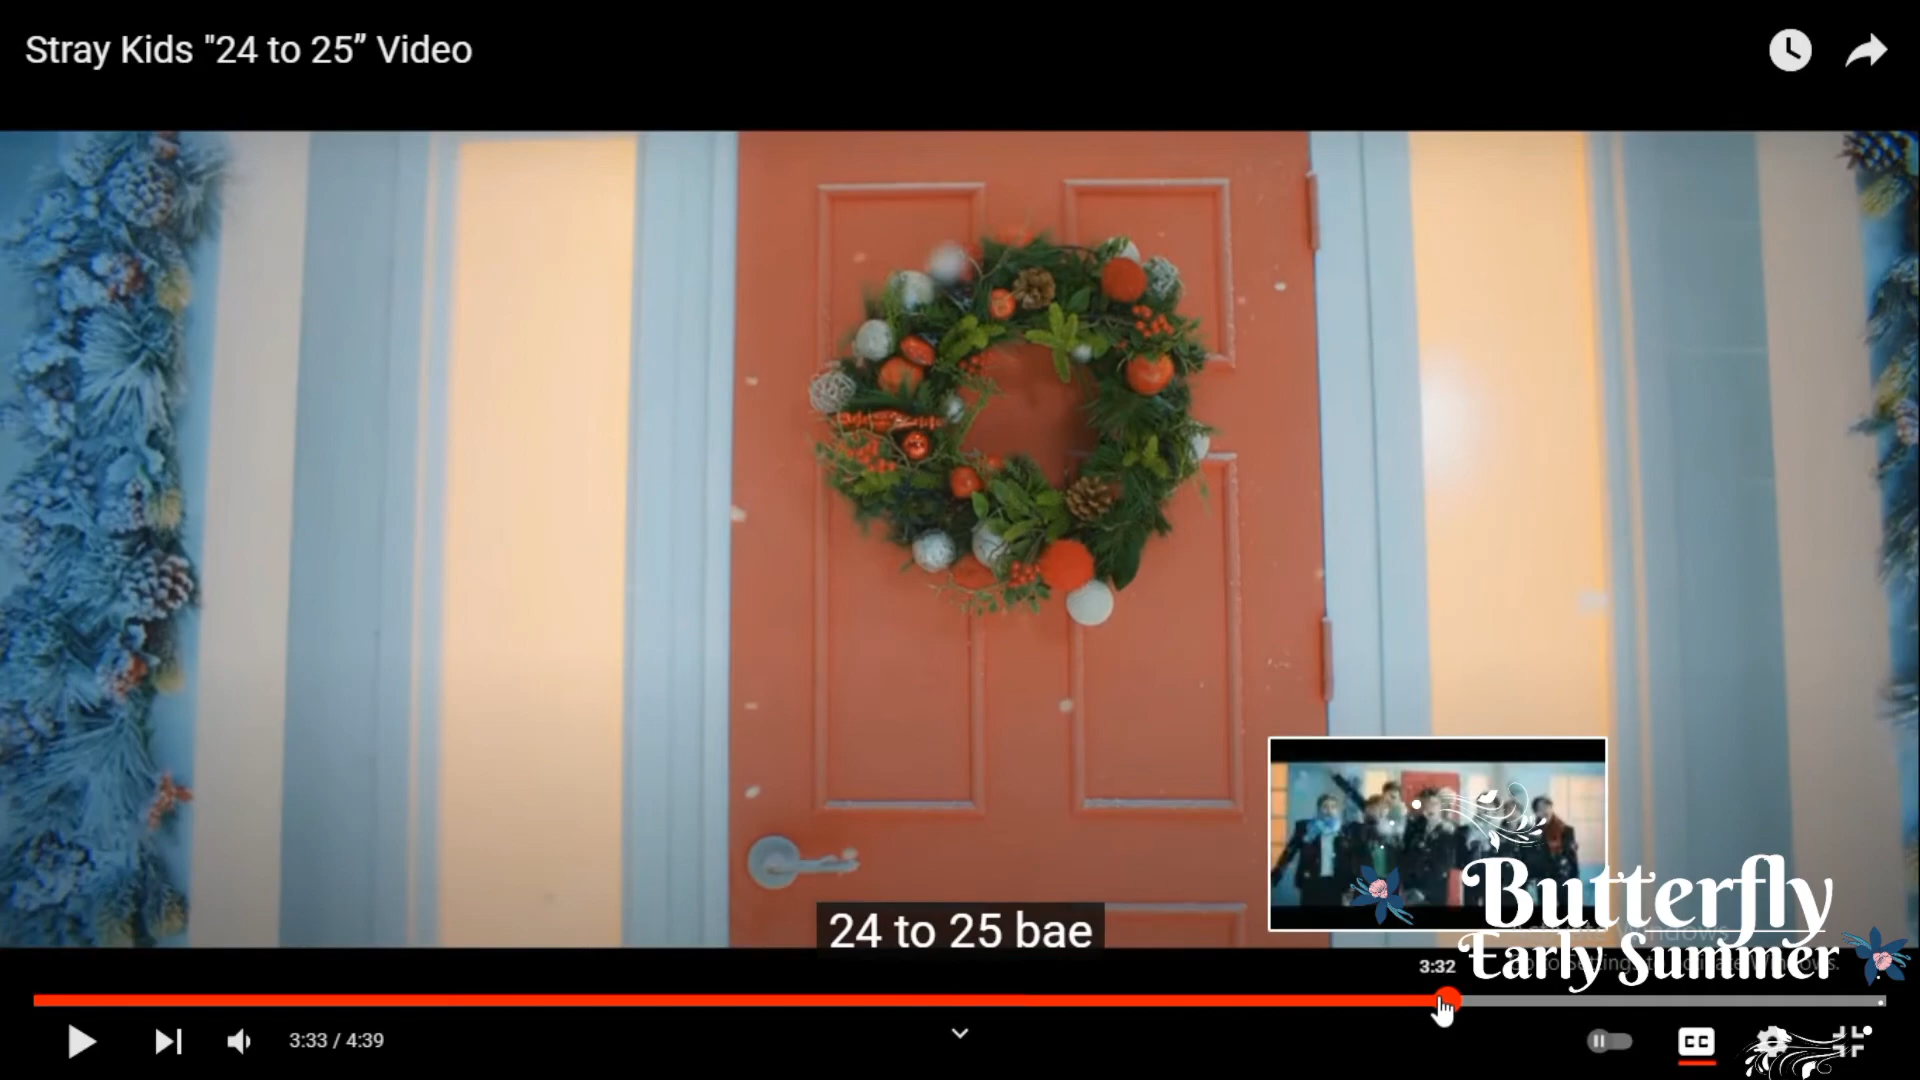 Stray Kids "24 to 25” Video
24 to 25 bae
Butterfly
Early Summer
3:32
3:33 / 4:39
CC